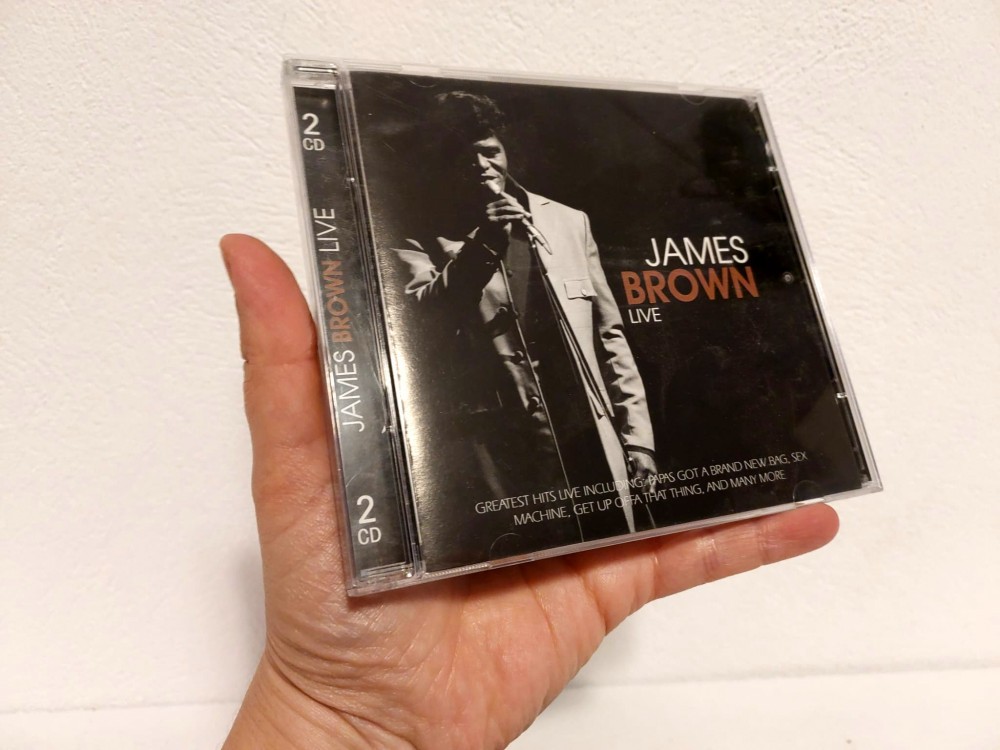 2
CD
JAMES BROWN LIVE
2
CD
JAMES
BROWN
LIVE
GREATEST HITS LIVE INCLUDING: PAPAS GOT A BRAND NEW BAG, SEX
MACHINE, GET UP OFFA THAT THING, AND MANY MORE